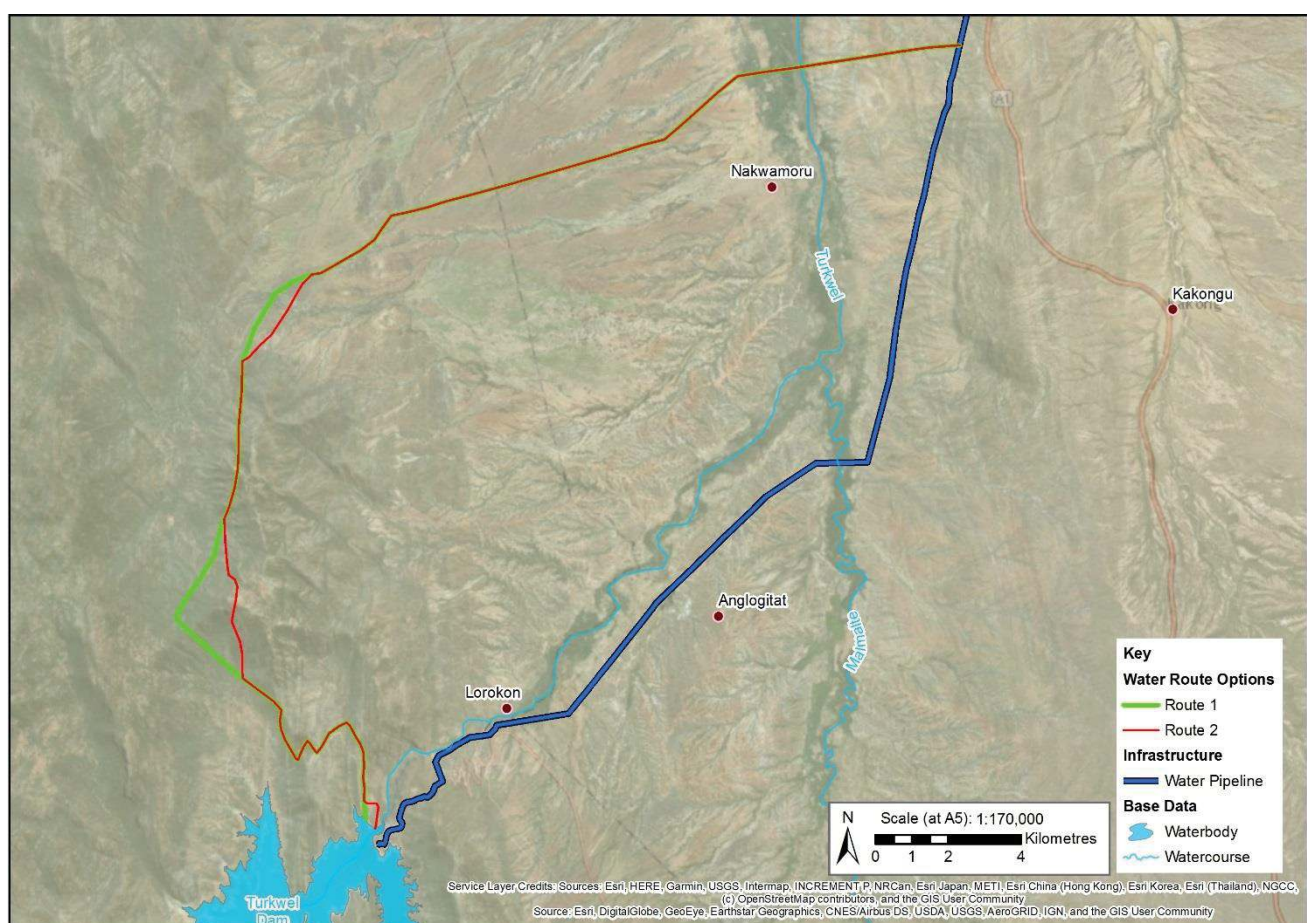 A1
Nakwamoru
Turkwel
Kakongu
Anglogitat
Malmalte
Lorokon
Turkwel
Dam
Key
Water Route Options
Route 1
Route 2
Infrastructure
Water Pipeline
Base Data
Waterbody
Watercourse
N
Scale (at A5): 1:170,000
Kilometres
0 1 2 4
Service Layer Credits: Sources: Esri, HERE, Garmin, USGS, Intermap, INCREMENT P, NRCan, Esri Japan, METI, Esri China (Hong Kong), Esri Korea, Esri (Thailand), NGCC,
(c) OpenStreetMap contributors, and the GIS User Community
Source: Esri, DigitalGlobe, GeoEye, Earthstar Geographics, CNES/Airbus DS, USDA, USGS, AeroGRID, IGN, and the GIS User Community